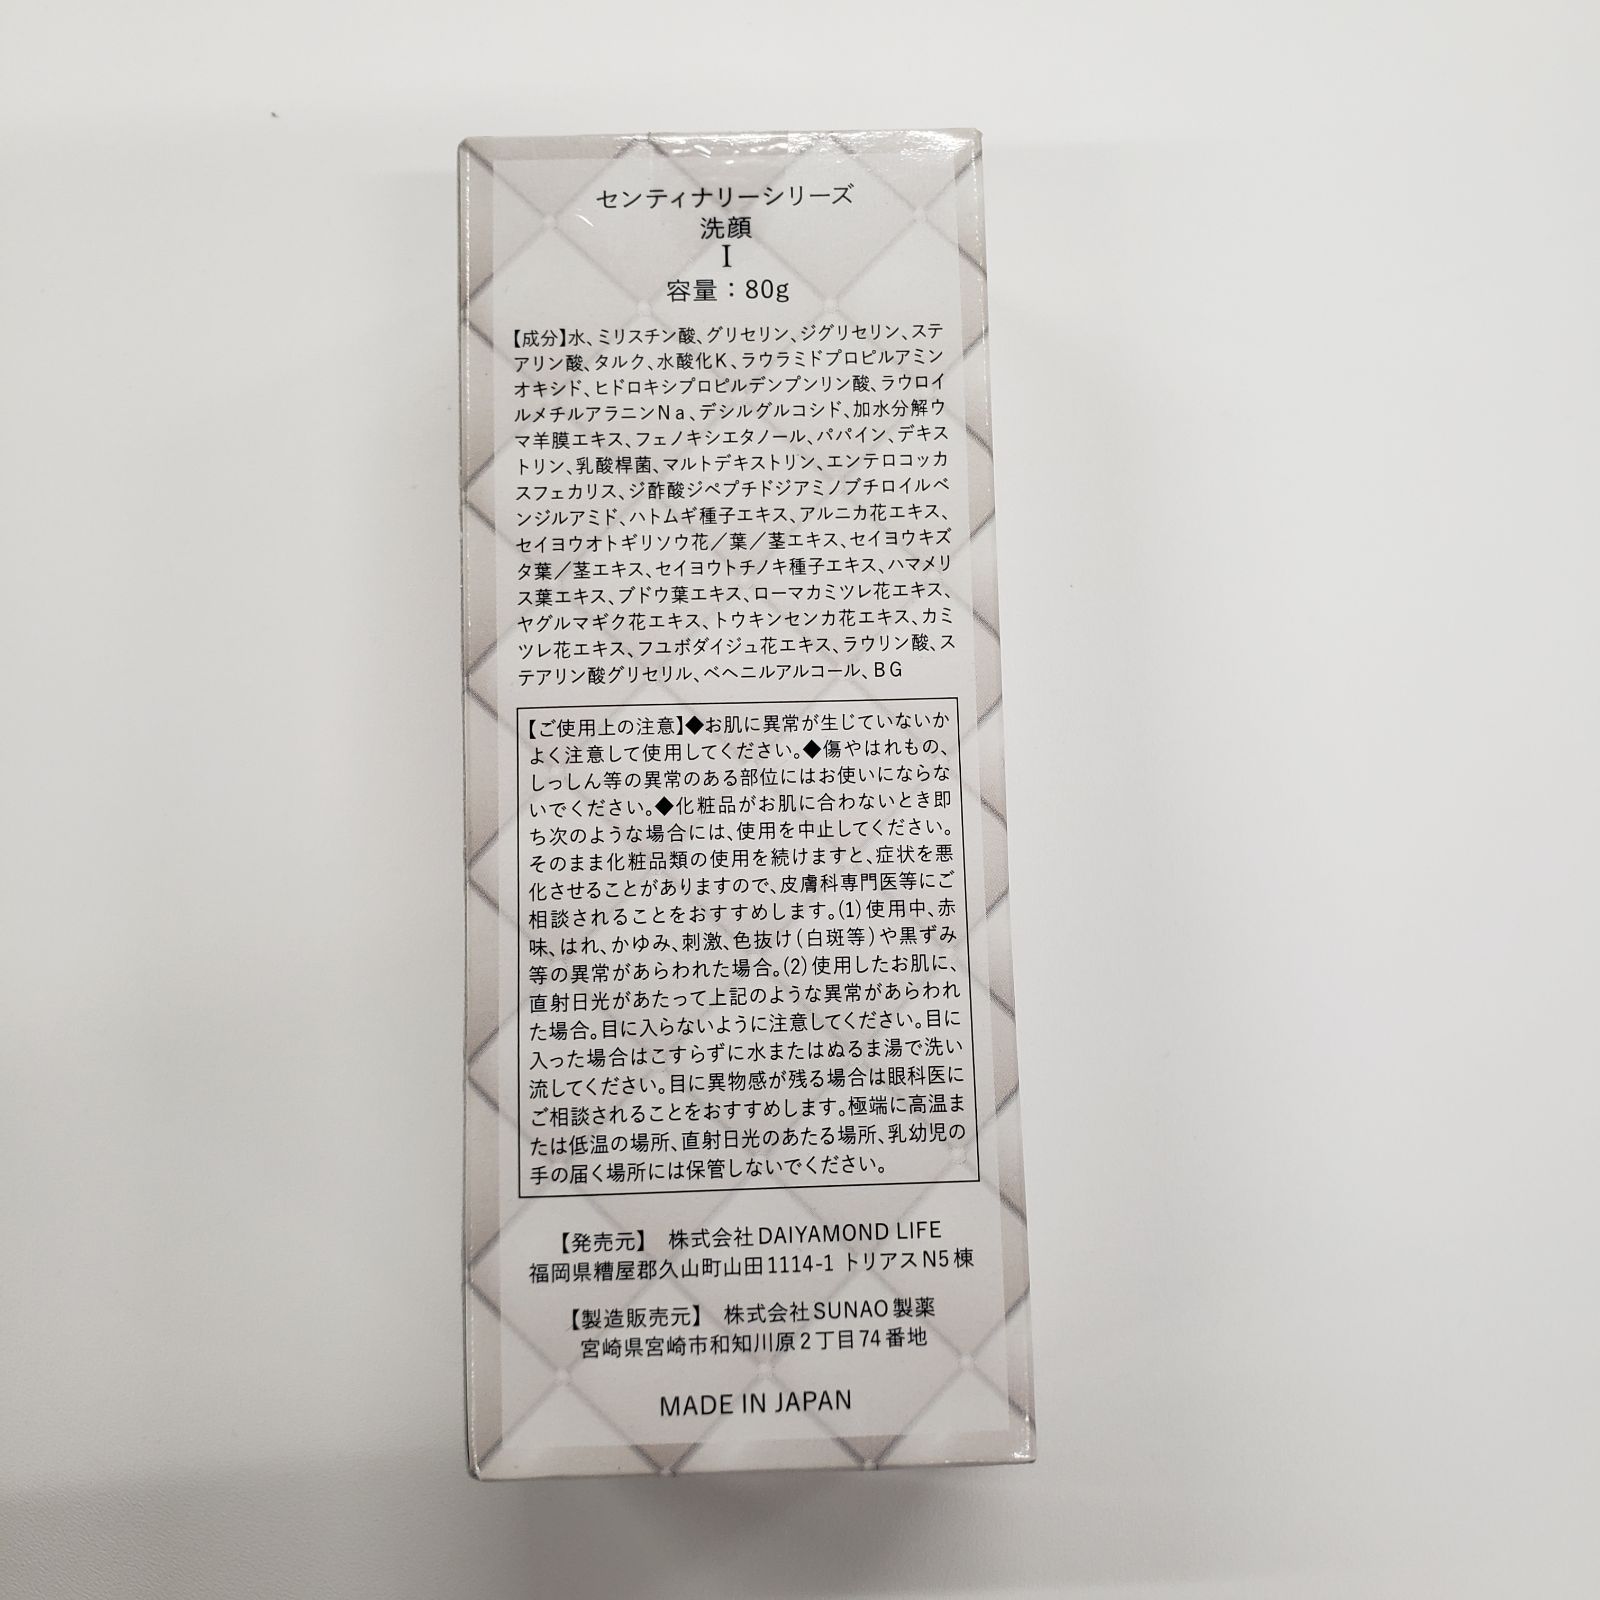 センティナリーシリーズ
洗顔
I
容量：80g
【成分】水、ミリスチン酸、グリセリン、ジグリセリン、ステ
アリン酸、タルク、水酸化K、ラウラミドプロピルアミン
オキシド、ヒドロキシプロピルデンプンリン酸、ラウロイ
ルメチルアラニンNa、デシルグルコシド、加水分解ウ
マ羊膜エキス、フェノキシエタノール、パパイン、デキス
トリン、乳酸桿菌、マルトデキストリン、エンテロコッカ
スフェカリス、ジ酢酸ジペプチドジアミノブチロイルベ
ンジルアミド、ハトムギ種子エキス、アルニカ花エキス、
セイヨウオトギリソウ花／葉／茎エキス、セイヨウキズ
タ葉／茎エキス、セイヨウトチノキ種子エキス、ハマメリ
ス葉エキス、ブドウ葉エキス、ローマカミツレ花エキス、
ヤグルマギク花エキス、トウキンセンカ花エキス、カミ
ツレ花エキス、フユボダイジュ花エキス、ラウリン酸、ス
テアリン酸グリセリル、ベヘニルアルコール、BG
【ご使用上の注意】◆お肌に異常が生じていないか
よく注意して使用してください。◆傷やはれもの、
しっしん等の異常のある部位にはお使いにならな
いでください。◆化粧品がお肌に合わないとき即
ち次のような場合には、使用を中止してください。
そのまま化粧品類の使用を続けますと、症状を悪
化させることがありますので、皮膚科専門医等にご
相談されることをおすすめします。(1)使用中、赤
味、はれ、かゆみ、刺激、色抜け(白斑等)や黒ずみ
等の異常があらわれた場合。(2)使用したお肌に、
直射日光があたって上記のような異常があらわれ
た場合。目に入らないように注意してください。目に
入った場合はこすらずに水またはぬるま湯で洗い
流してください。目に異物感が残る場合は眼科医に
ご相談されることをおすすめします。極端に高温ま
たは低温の場所、直射日光のあたる場所、乳幼児の
手の届く場所には保管しないでください。
【発売元】 株式会社DAIYAMOND LIFE
福岡県糟屋郡久山町山田1114-1 トリアスN5棟
【製造販売元】 株式会社SUNAO製薬
宮崎県宮崎市和知川原2丁目74番地
MADE IN JAPAN